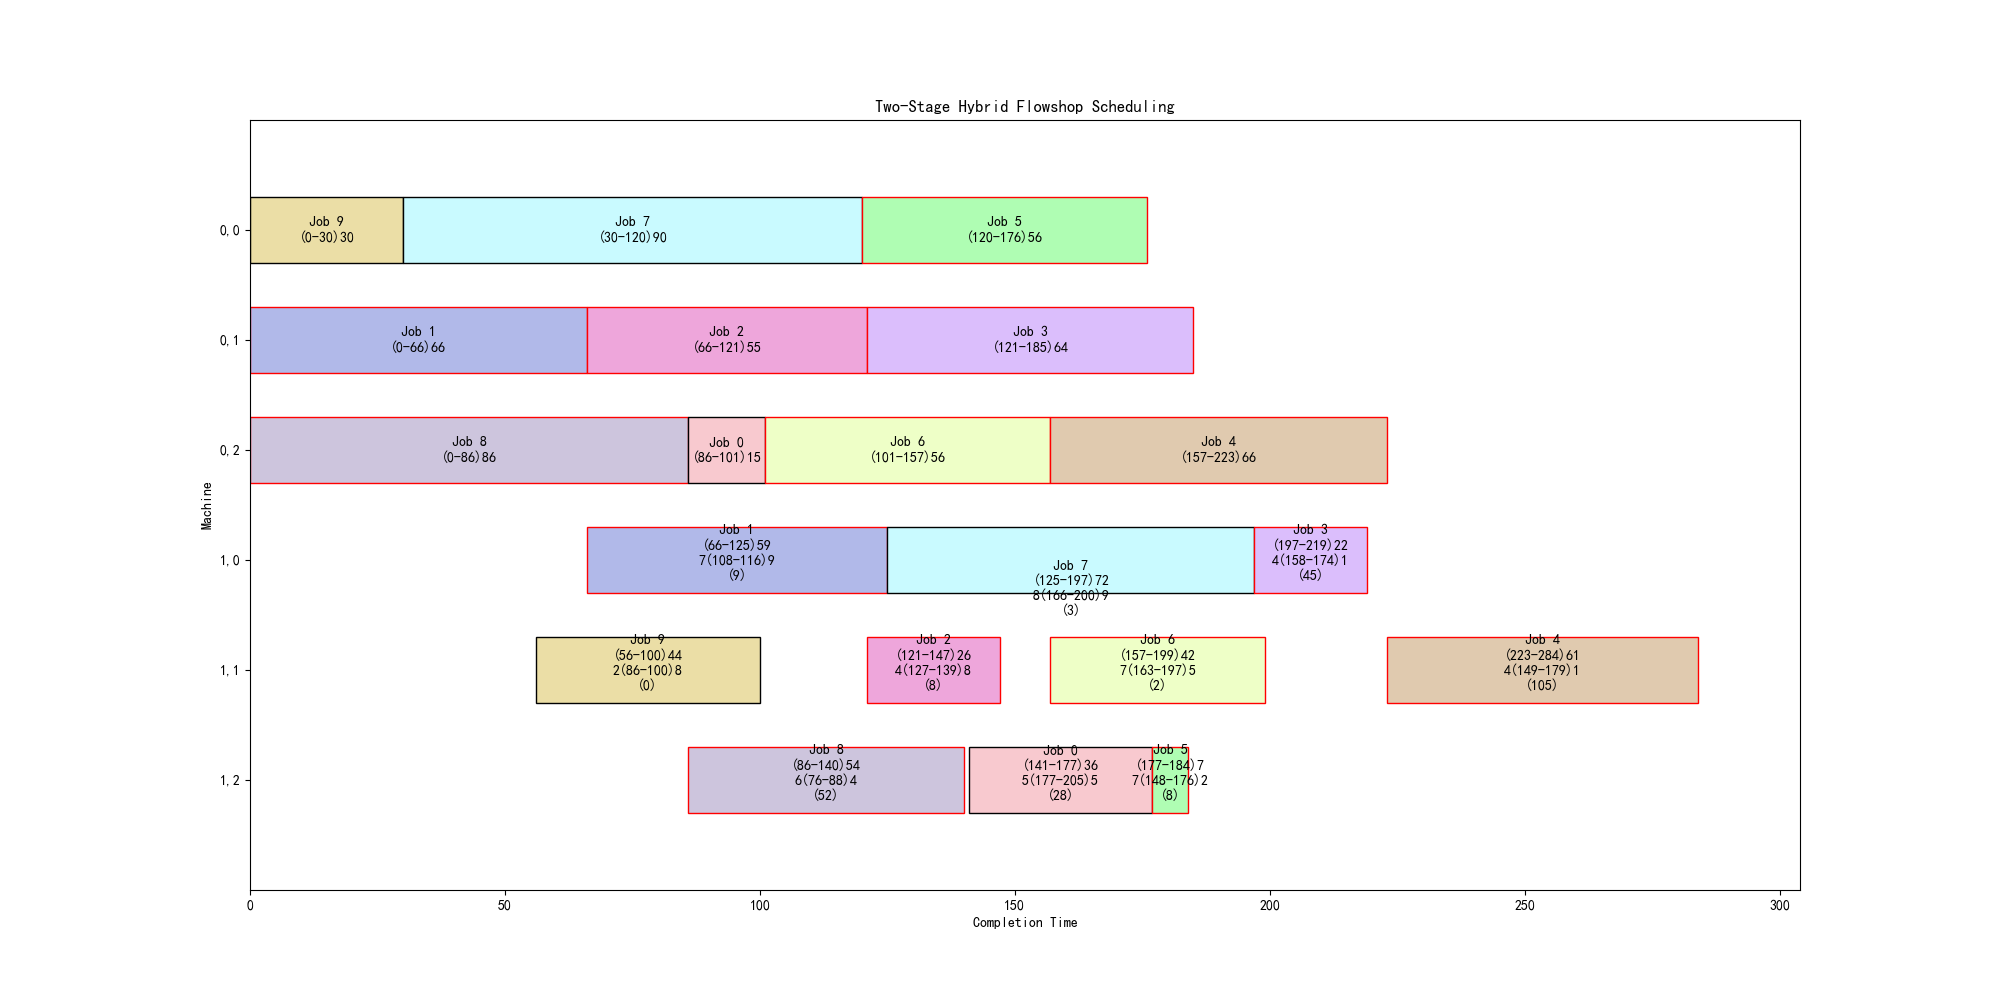 Two-Stage Hybrid Flowshop Scheduling
Machine
0,0
Job 9
(0-30)30
Job 7
(30-120)90
Job 5
(120-176)56
0,1
Job 1
(0-66)66
Job 2
(66-121)55
Job 3
(121-185)64
0,2
Job 8
(0-86)86
Job 0
(86-101)15
Job 6
(101-157)56
Job 4
(157-223)66
1,0
Job 1
(66-125)59
7(108-116)9
(9)
Job 7
(125-197)72
8(166-200)9
(3)
Job 3
(197-219)22
4(158-174)1
(45)
1,1
Job 9
(56-100)44
2(86-100)8
(0)
Job 2
(121-147)26
4(127-139)8
(8)
Job 6
(157-199)42
7(163-197)5
(2)
Job 4
(223-284)61
4(149-179)1
(105)
1,2
Job 8
(86-140)54
6(76-88)4
(52)
Job 0
(141-177)36
5(177-205)5
(28)
Job 5
(177-184)7
7(148-176)2
(8)
0
50
100
150
200
250
300
Completion Time